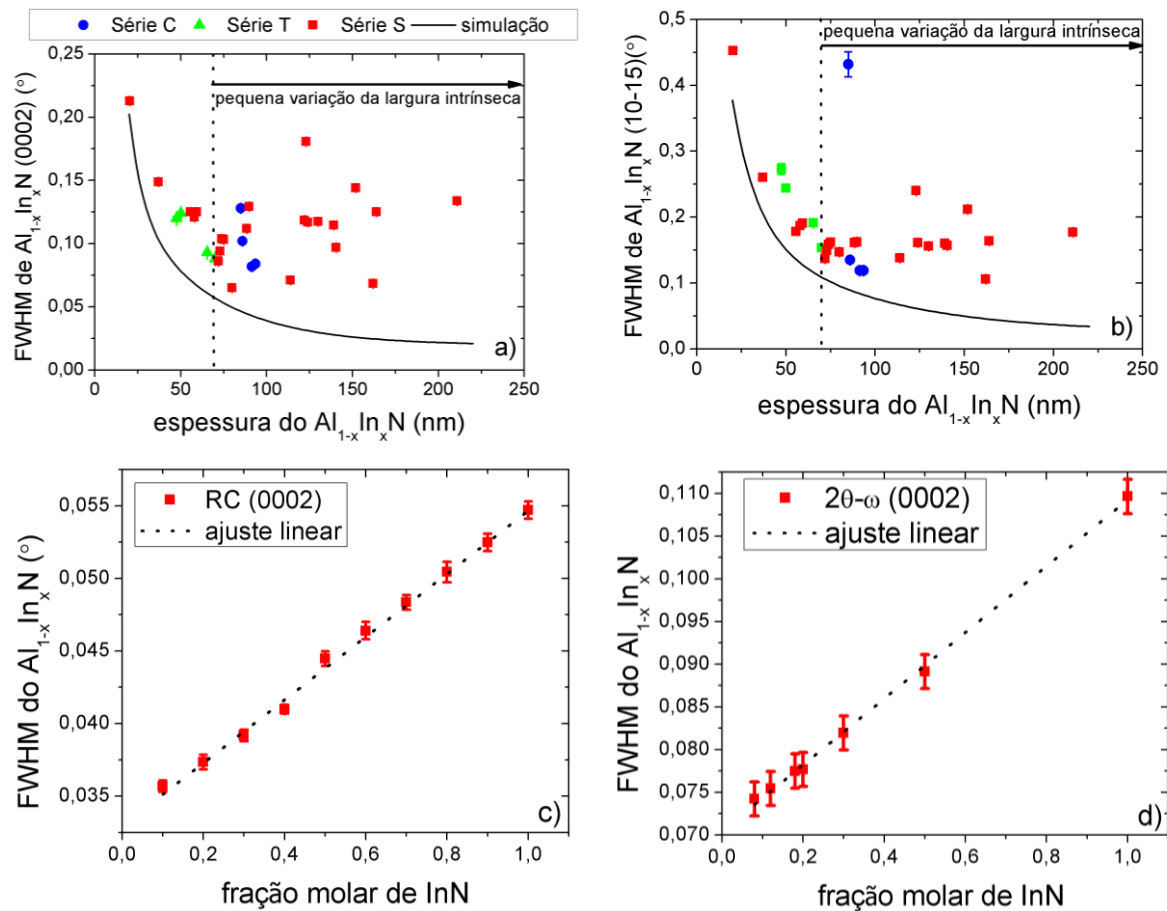 Série C Série T Série S simulação
0,25
0,20
0,15
0,10
0,05
0,00
FWHM de Al1-xInxN (0002) (°)
pequena variação da largura intrínseca
a)
0 50 100 150 200 250
espessura do Al1-xInxN (nm)
0,5
0,4
0,3
0,2
0,1
0,0
FWHM de Al1-xInxN (10-15)(°)
pequena variação da largura intrínseca
b)
0 50 100 150 200 250
espessura do Al1-xInxN (nm)
0,055
0,050
0,045
0,040
0,035
FWHM do Al1-xInxN (°)
RC (0002)
ajuste linear
c)
0,0 0,2 0,4 0,6 0,8 1,0
fração molar de InN
0,110
0,105
0,100
0,095
0,090
0,085
0,080
0,075
0,070
FWHM do Al1-xInxN
2θ-ω (0002)
ajuste linear
d)
0,0 0,2 0,4 0,6 0,8 1,0
fração molar de InN